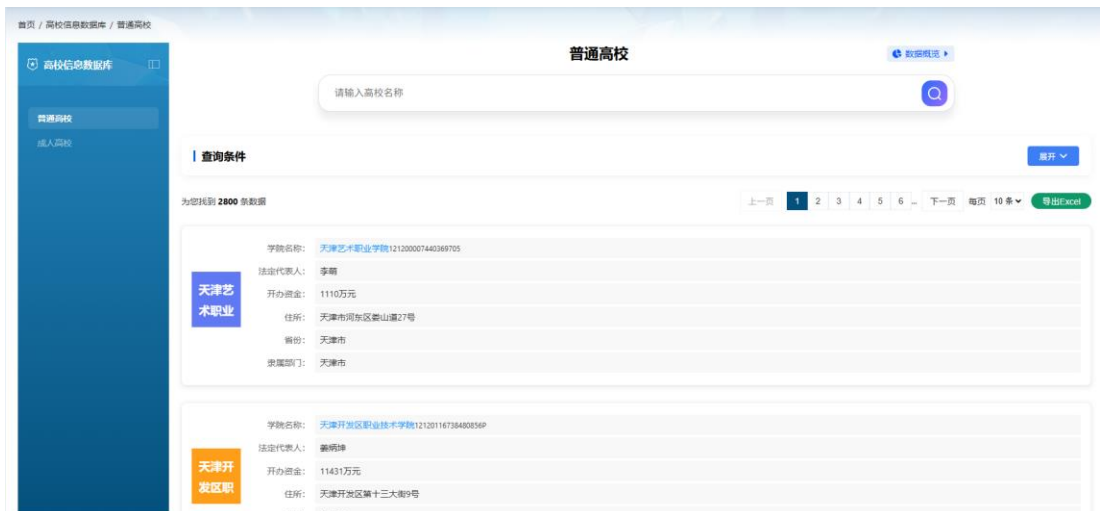 首页 / 高校信息数据库 / 普通高校
高校信息数据库
普通高校
成人高校
普通高校
数据概览
请输入高校名称
查询条件
展开
为您找到 2800 条数据
上一页 1 2 3 4 5 6 ... 下一页 每页 10 条 导出Excel
天津艺
术职业
学院名称: 天津艺术职业学院121200007440369705
法定代表人: 李萌
开办资金: 1110万元
住所: 天津市河东区娄山道27号
省份: 天津市
隶属部门: 天津市
天津开
发区职
学院名称: 天津开发区职业技术学院12120116738480856P
法定代表人: 姜炳坤
开办资金: 11431万元
住所: 天津开发区第十三大街9号